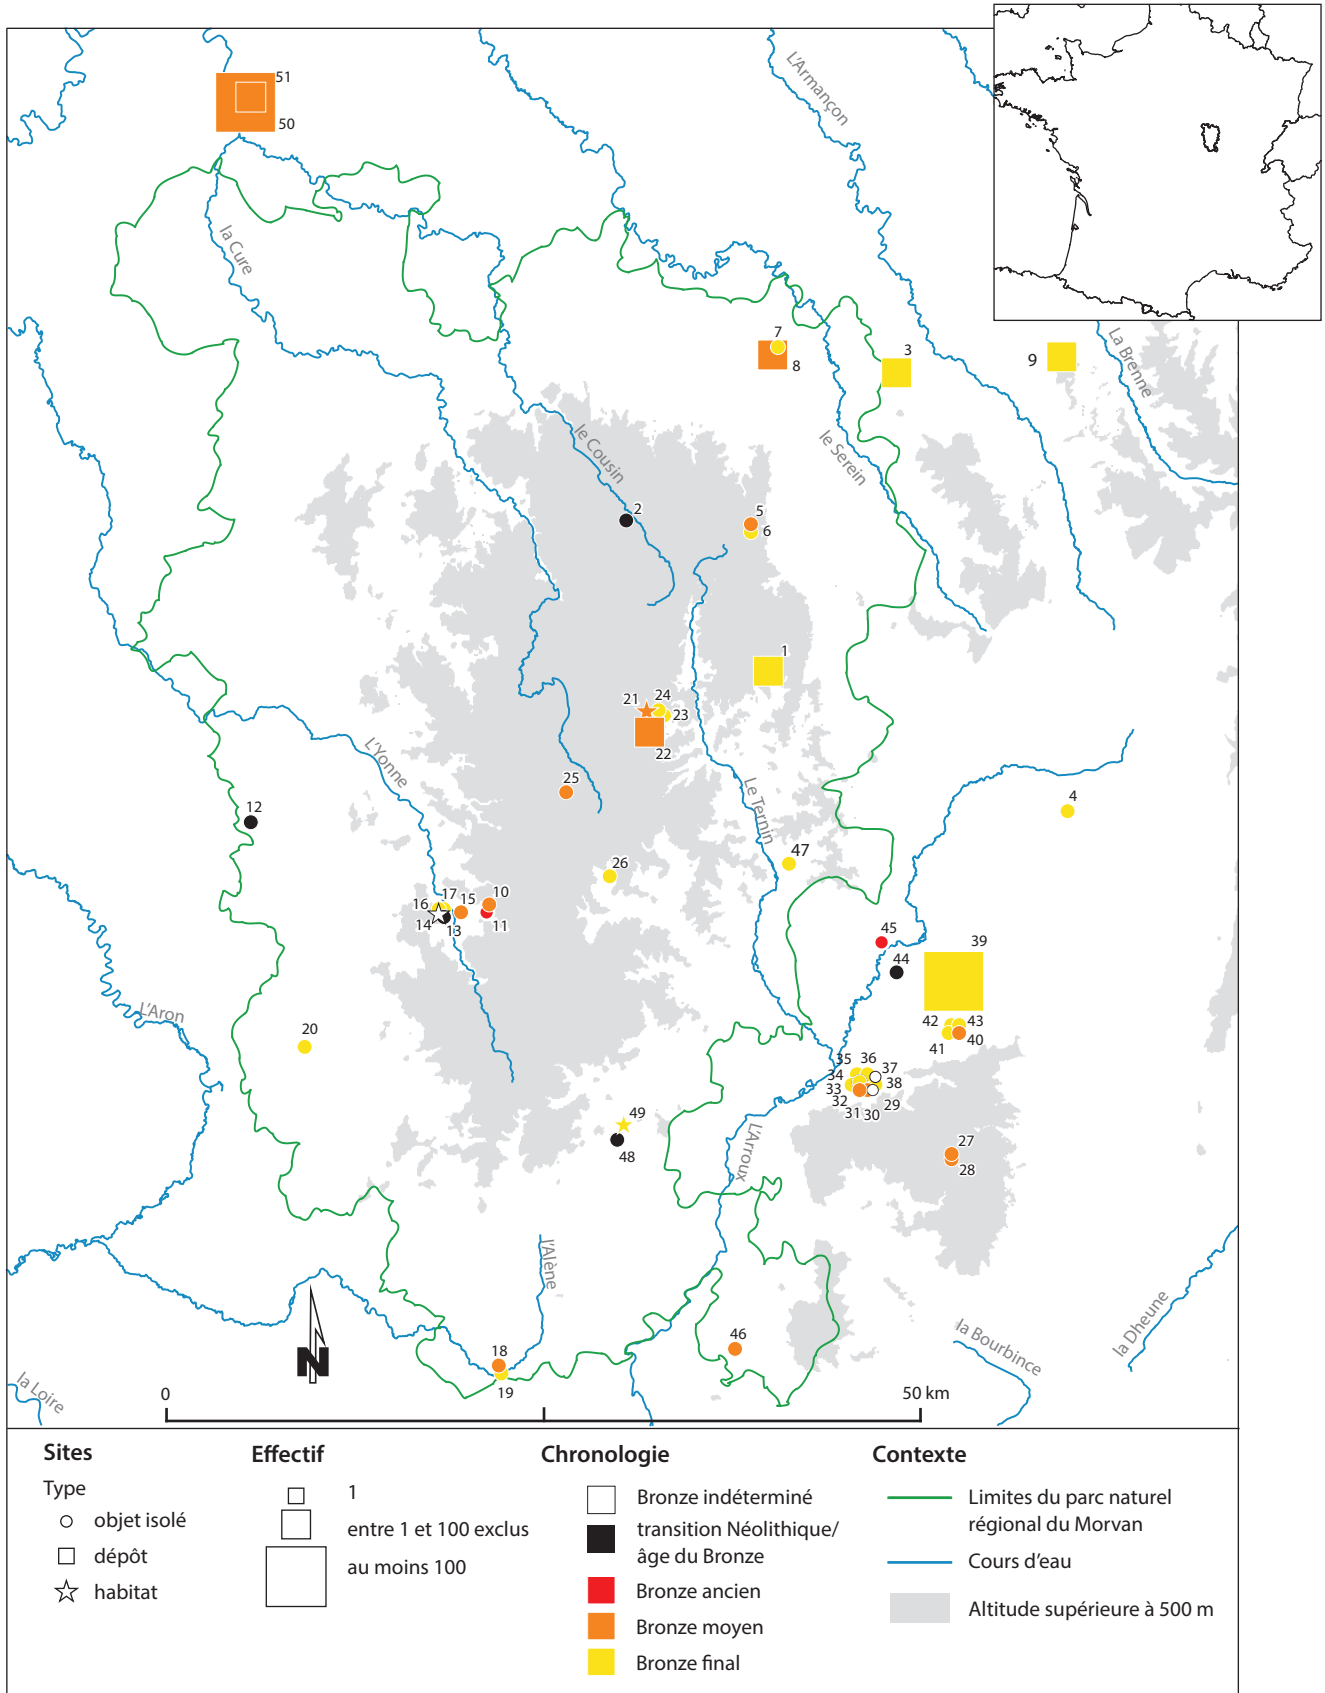 51
50
L'Armançon
la Cure
7
8
3
9
La Brenne
le Cousin
le Serein
2
5
6
1
21
24
23
22
L'Yonne
25
Le Ternin
12
4
47
26
10
17
15
16
14
13
11
45
39
44
L'Aron
20
42
43
41
40
35
36
37
34
38
33
32
29
31
30
49
48
27
28
L'Arroux
l'Alène
18
19
46
la Bourbince
la Dheune
la Loire
N
0
50 km
Sites
Type
objet isolé
dépôt
habitat
Effectif
1
entre 1 et 100 exclus
au moins 100
Chronologie
Bronze indéterminé
transition Néolithique/
âge du Bronze
Bronze ancien
Bronze moyen
Bronze final
Contexte
Limites du parc naturel
régional du Morvan
Cours d'eau
Altitude supérieure à 500 m